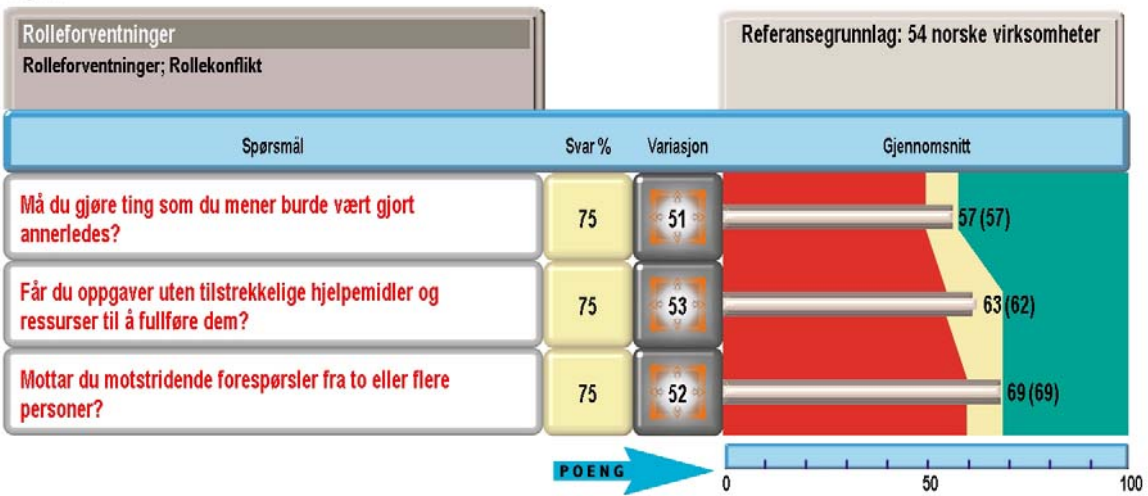 Rolleforventninger
Rolleforventninger; Rollekonflikt
Referansegrunnlag: 54 norske virksomheter
Spørsmål Svar % Variasjon Gjennomsnitt
Må du gjøre ting som du mener burde vært gjort
annerledes?
75 51 57 (57)
Får du oppgaver uten tilstrekkelige hjelpemidler og
ressurser til å fullføre dem?
75 53 63 (62)
Mottar du motstridende forespørsler fra to eller flere
personer?
75 52 69 (69)
POENG
0 50 100